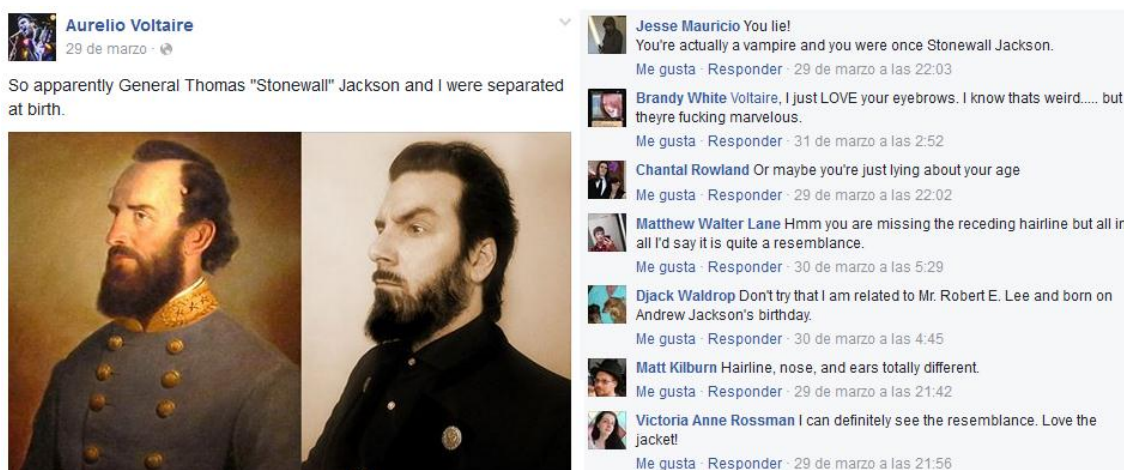 Aurelio Voltaire
29 de marzo ·
So apparently General Thomas "Stonewall" Jackson and I were separated
at birth.
Jesse Mauricio You lie!
You're actually a vampire and you were once Stonewall Jackson.
Me gusta · Responder · 29 de marzo a las 22:03
Brandy White Voltaire, I just LOVE your eyebrows. I know thats weird..... but
theyre fucking marvelous.
Me gusta · Responder · 31 de marzo a las 2:52
Chantal Rowland Or maybe you're just lying about your age
Me gusta · Responder · 29 de marzo a las 22:02
Matthew Walter Lane Hmm you are missing the receding hairline but all in
all I'd say it is quite a resemblance.
Me gusta · Responder · 30 de marzo a las 5:29
Djack Waldrop Don't try that I am related to Mr. Robert E. Lee and born on
Andrew Jackson's birthday.
Me gusta · Responder · 30 de marzo a las 4:45
Matt Kilburn Hairline, nose, and ears totally different.
Me gusta · Responder · 29 de marzo a las 21:42
Victoria Anne Rossman I can definitely see the resemblance. Love the
jacket!
Me gusta · Responder · 29 de marzo a las 21:56